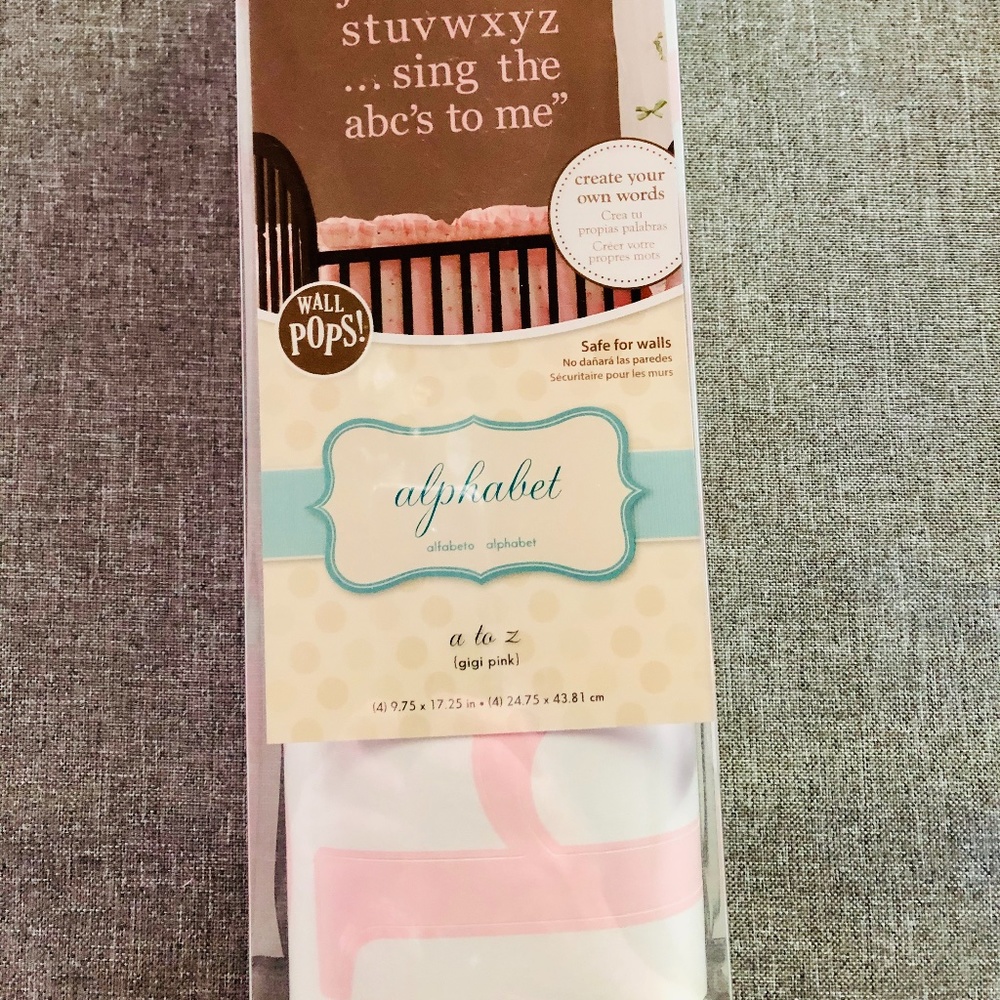 stuvwxyz
... sing the
abc's to me”
create your
own words
Crea tu
propias palabras
Créer votre
propres mots
WALL
POPS!
Safe for walls
No dañará las paredes
Sécuritaire pour les murs
alphabet
alfabeto alphabet
a to z
{gigi pink}
(4) 9.75 x 17.25 in • (4) 24.75 x 43.81 cm